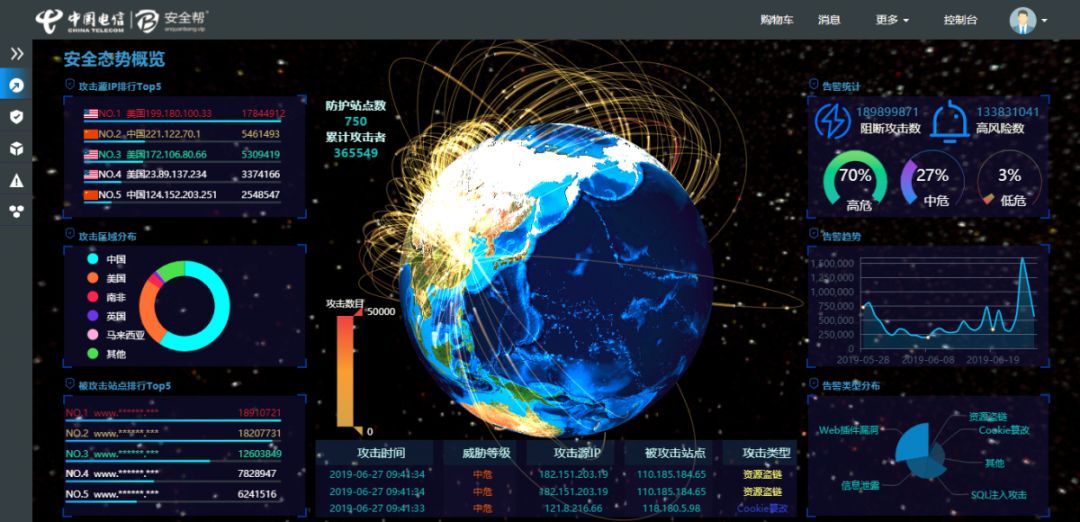 中国电信 CHINA TELECOM 安全帮 anquanbang.vip
购物车 消息 更多 控制台
安全态势概览
攻击源IP排行Top5
NO.1 美国199.180.100.33 17844912
NO.2 中国221.122.70.1 5461493
NO.3 美国172.106.80.66 5309419
NO.4 美国23.89.137.234 3374166
NO.5 中国124.152.203.251 2548547
攻击区域分布
中国
美国
南非
英国
马来西亚
其他
被攻击站点排行Top5
NO.1 www.******.*** 18910721
NO.2 www.******.*** 18207731
NO.3 www.******.*** 12603849
NO.4 www.******.*** 7828947
NO.5 www.******.*** 6241516
防护站点数
750
累计攻击者
365549
攻击数目
50000
0
攻击时间 威胁等级 攻击源IP 被攻击站点 攻击类型
2019-06-27 09:41:34 中危 182.151.203.19 110.185.184.65 资源盗链
2019-06-27 09:41:34 中危 182.151.203.19 110.185.184.65 资源盗链
2019-06-27 09:41:33 中危 121.8.216.66 118.180.5.98 Cookie篡改
告警统计
189899871
阻断攻击数
133831041
高风险数
70%
高危
27%
中危
3%
低危
告警趋势
1,500,000
1,250,000
1,000,000
750,000
500,000
250,000
0
2019-05-28 2019-06-08 2019-06-19
告警类型分布
资源盗链
Cookie篡改
Web插件漏洞
其他
信息泄露
SQL注入攻击